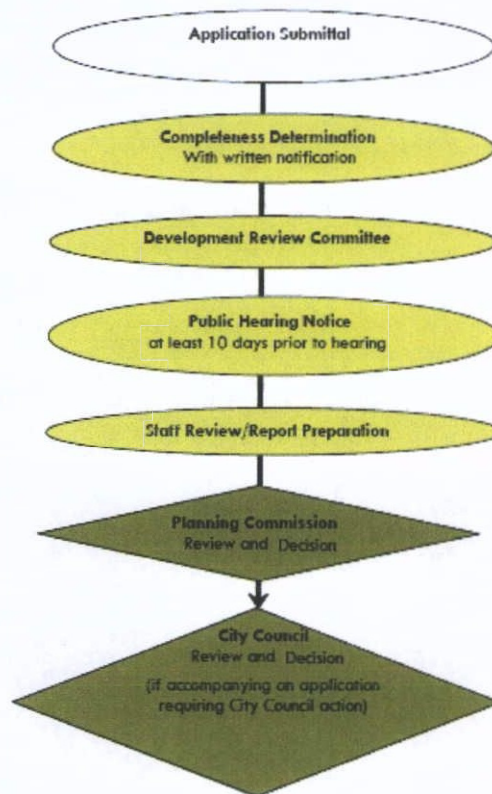 Application Submittal
Completeness Determination
With written notification
Development Review Committee
Public Hearing Notice
at least 10 days prior to hearing
Staff Review/Report Preparation
Planning Commission
Review and Decision
City Council
Review and Decision
(if accompanying an application
requiring City Council action)